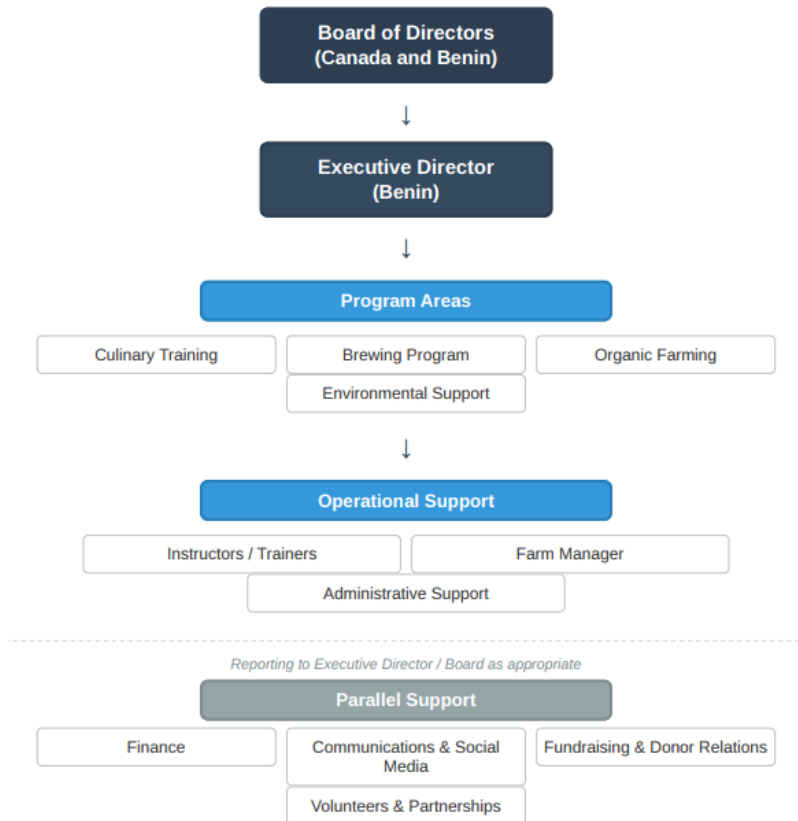 Board of Directors
(Canada and Benin)
↓
Executive Director
(Benin)
↓
Program Areas
Culinary Training
Brewing Program
Organic Farming
Environmental Support
↓
Operational Support
Instructors / Trainers
Farm Manager
Administrative Support
Reporting to Executive Director / Board as appropriate
Parallel Support
Finance
Communications & Social
Media
Fundraising & Donor Relations
Volunteers & Partnerships